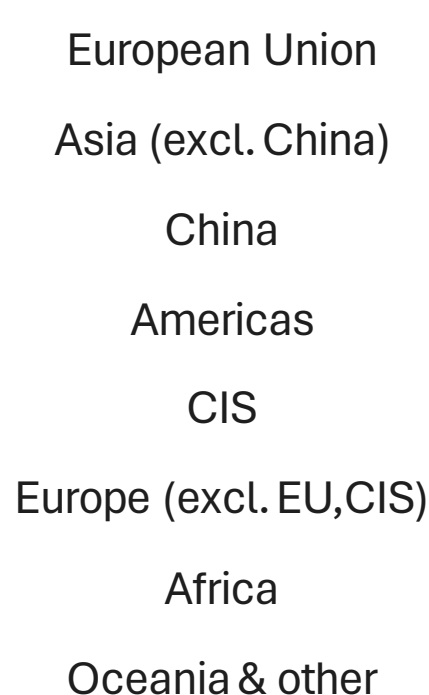 European Union
Asia (excl. China)
China
Americas
CIS
Europe (excl. EU,CIS)
Africa
Oceania & other